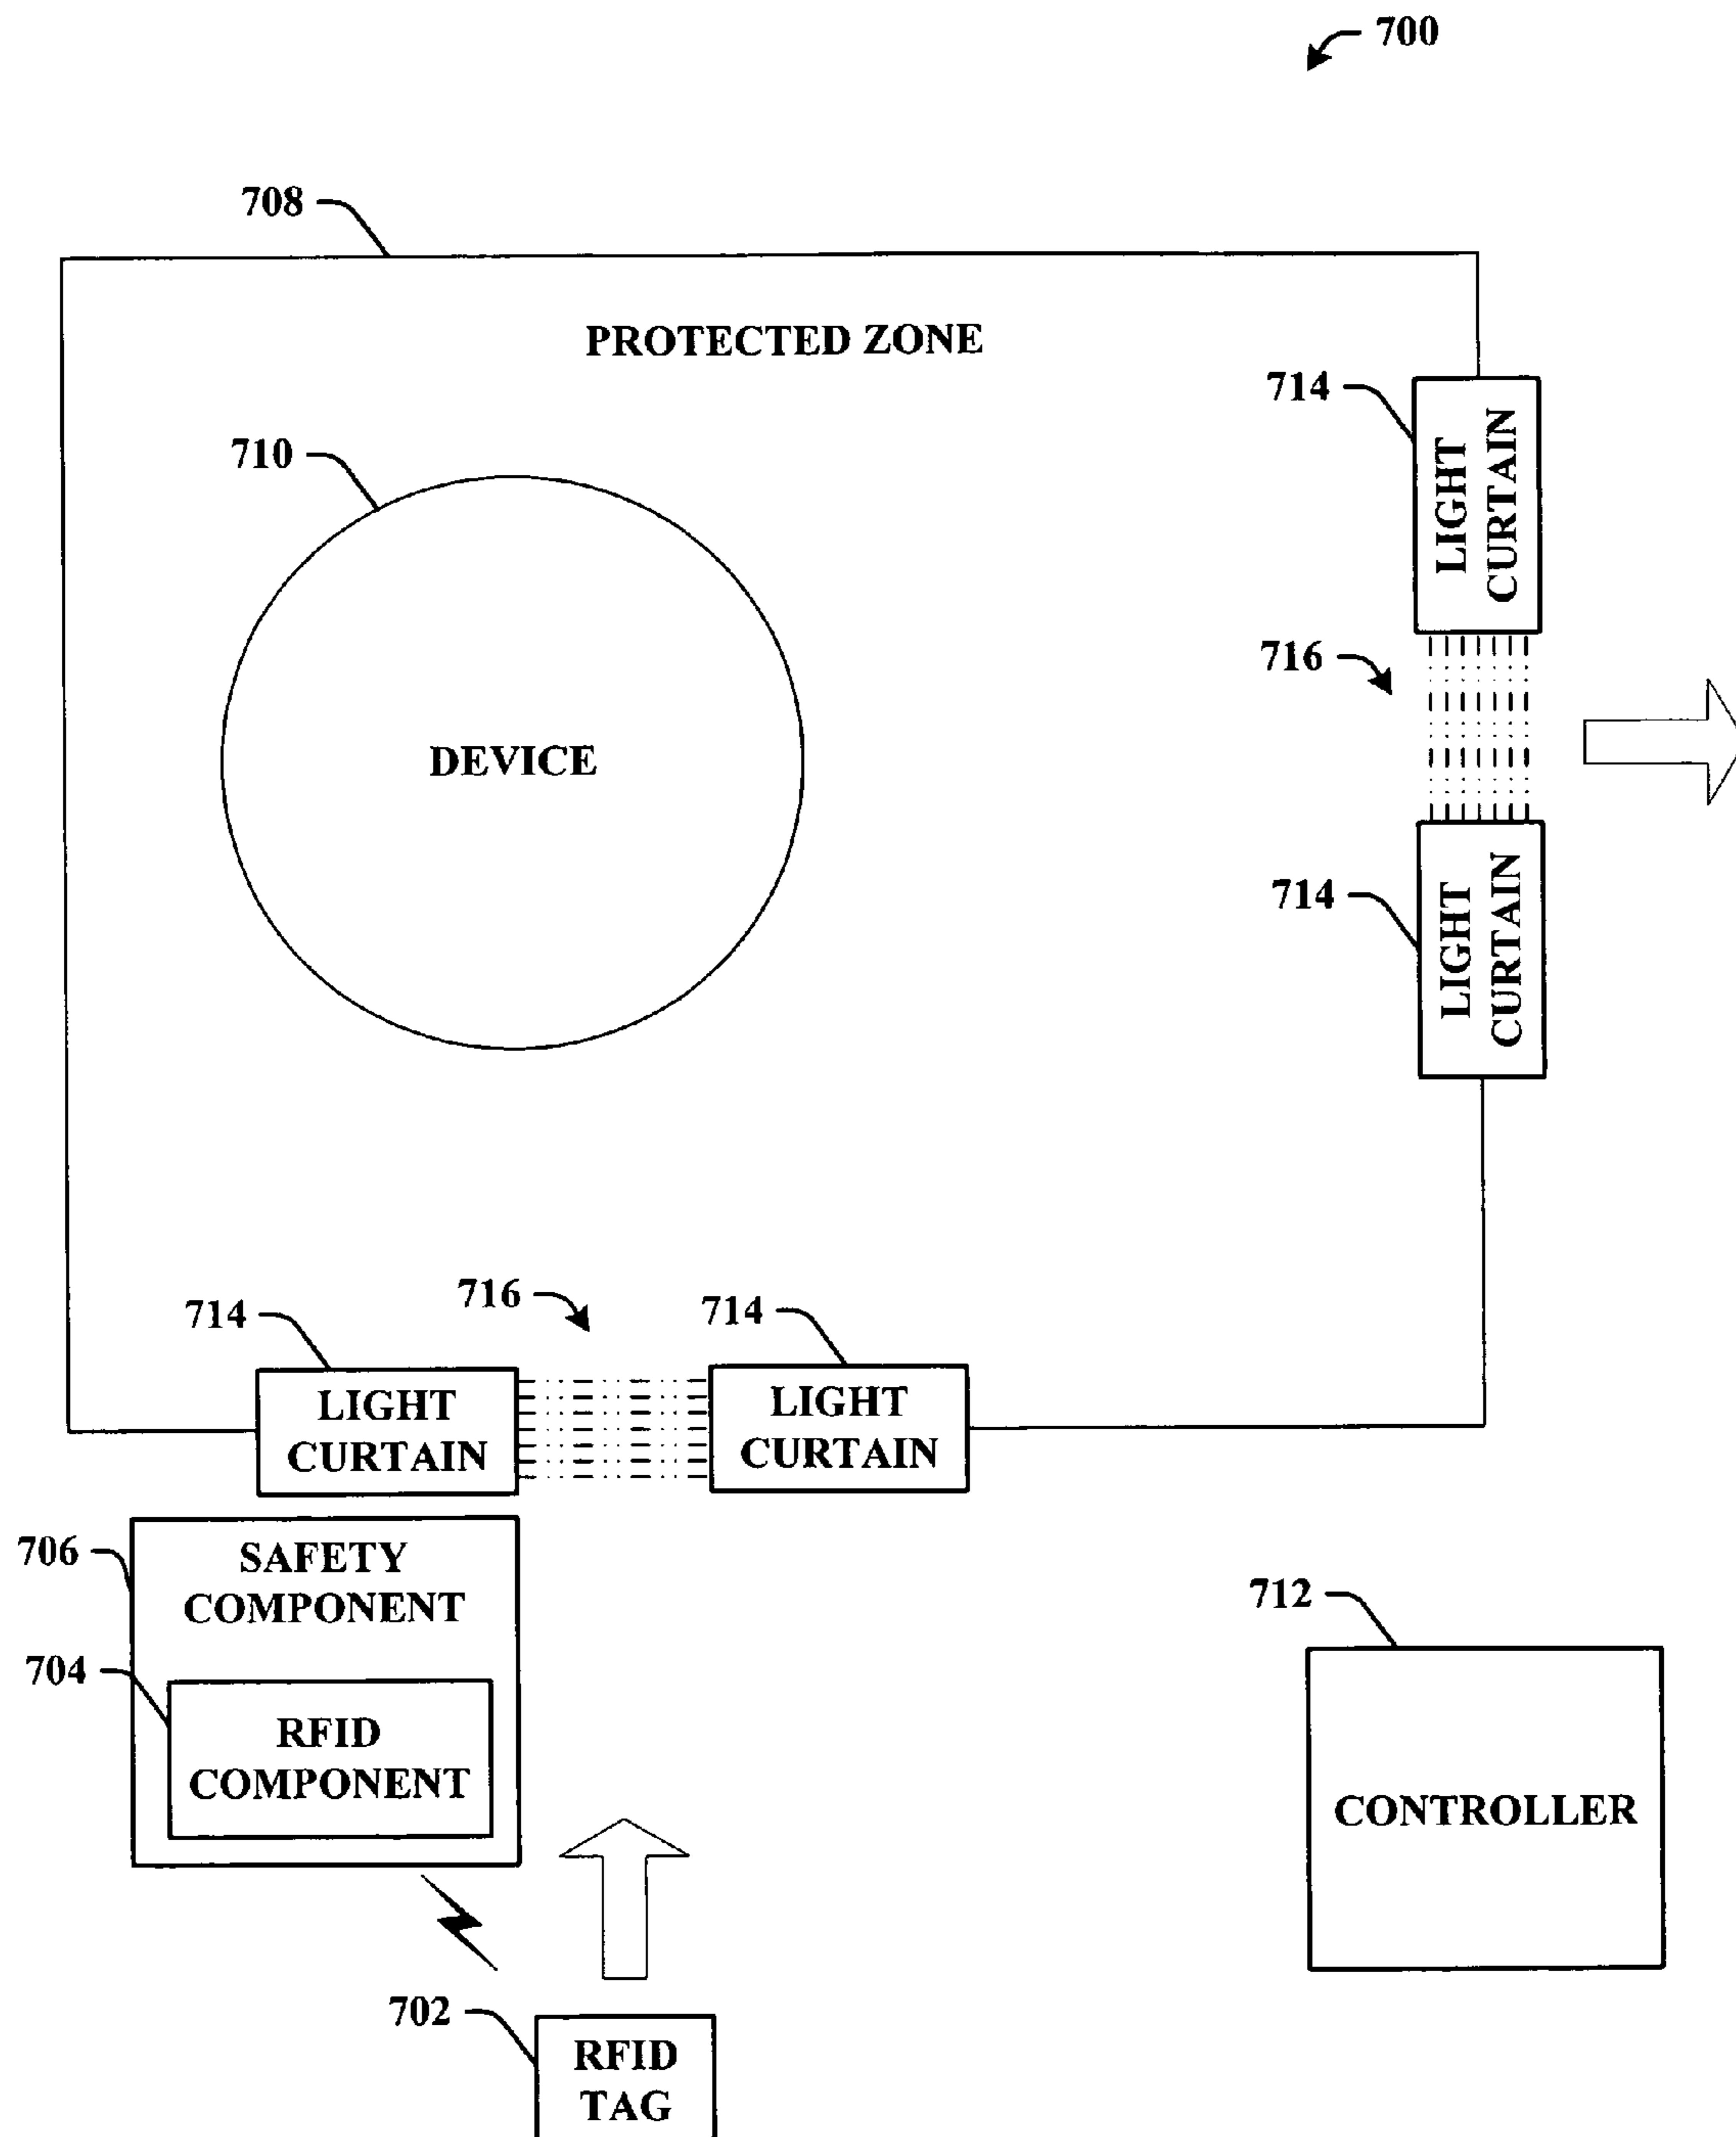 700
708
PROTECTED ZONE
714
LIGHT
CURTAIN
710
DEVICE
716
714
LIGHT
CURTAIN
716
714
714
LIGHT
CURTAIN
LIGHT
CURTAIN
706
SAFETY
COMPONENT
712
704
RFID
COMPONENT
CONTROLLER
702
RFID
TAG